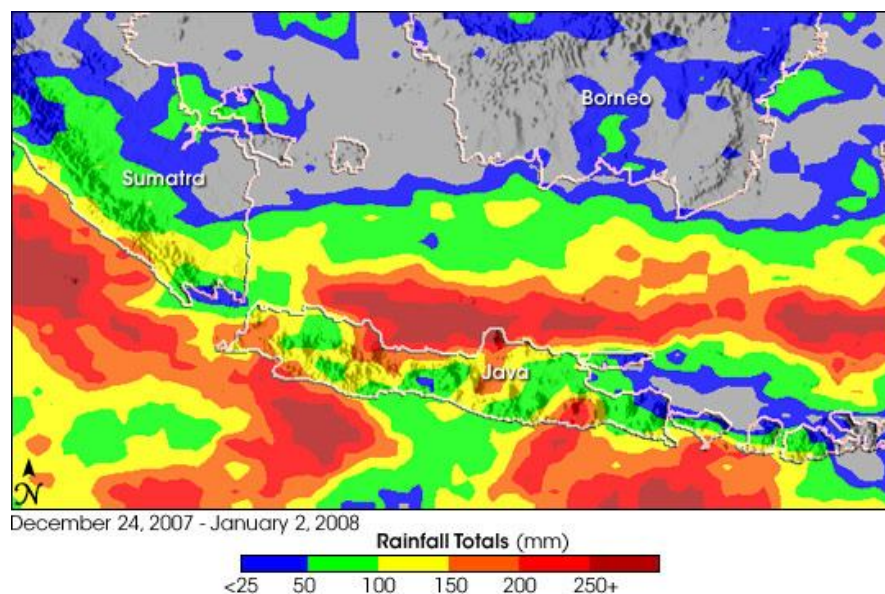 Borneo
Sumatra
Java
N
December 24, 2007 - January 2, 2008
Rainfall Totals (mm)
<25 50 100 150 200 250+